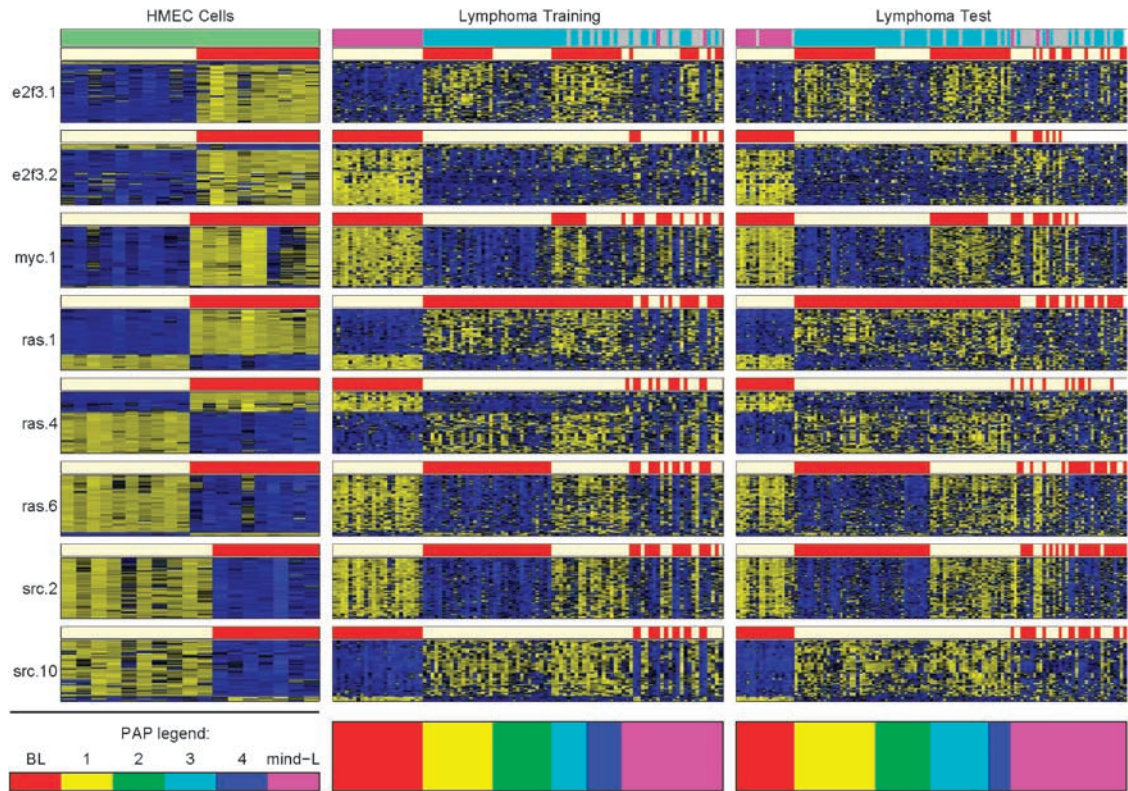 HMEC Cells Lymphoma Training Lymphoma Test
e2f3.1
e2f3.2
myc.1
ras.1
ras.4
ras.6
src.2
src.10
PAP legend:
BL 1 2 3 4 mind-L